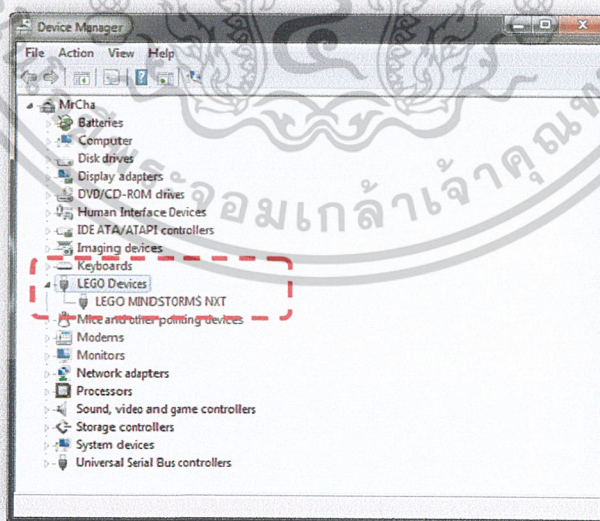 Device Manager
File Action View Help
MrCha
Batteries
Computer
Disk drives
Display adapters
DVD/CD-ROM drives
Human Interface Devices
IDE ATA/ATAPI controllers
Imaging devices
Keyboards
LEGO Devices
LEGO MINDSTORMS NXT
Mice and other pointing devices
Modems
Monitors
Network adapters
Processors
Sound, video and game controllers
Storage controllers
System devices
Universal Serial Bus controllers
พระจอมเกล้าเจ้าคุณ